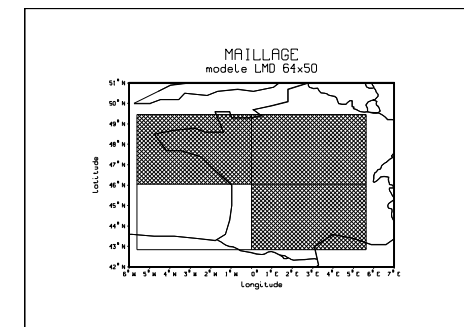 MAILLAGE
modele LMD 64x50
51° N
50° N
49° N
48° N
47° N
46° N
45° N
44° N
43° N
42° N
Latitude
6° W 5° W 4° W 3° W 2° W 1° W 0° 1° E 2° E 3° E 4° E 5° E 6° E 7° E
Longitude